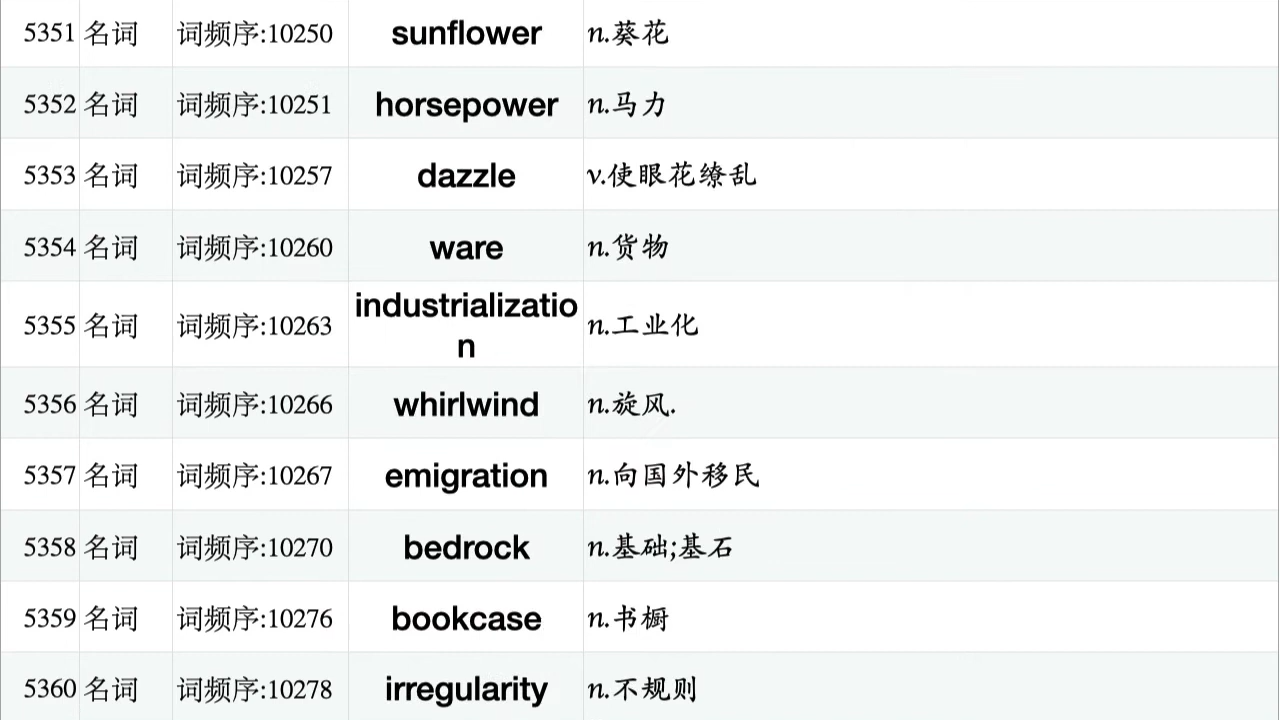 5351 名词 词频序:10250 sunflower n.葵花
5352 名词 词频序:10251 horsepower n.马力
5353 名词 词频序:10257 dazzle v.使眼花缭乱
5354 名词 词频序:10260 ware n.货物
5355 名词 词频序:10263 industrializatio n.工业化
n
5356 名词 词频序:10266 whirlwind n.旋风.
5357 名词 词频序:10267 emigration n.向国外移民
5358 名词 词频序:10270 bedrock n.基础;基石
5359 名词 词频序:10276 bookcase n.书橱
5360 名词 词频序:10278 irregularity n.不规则